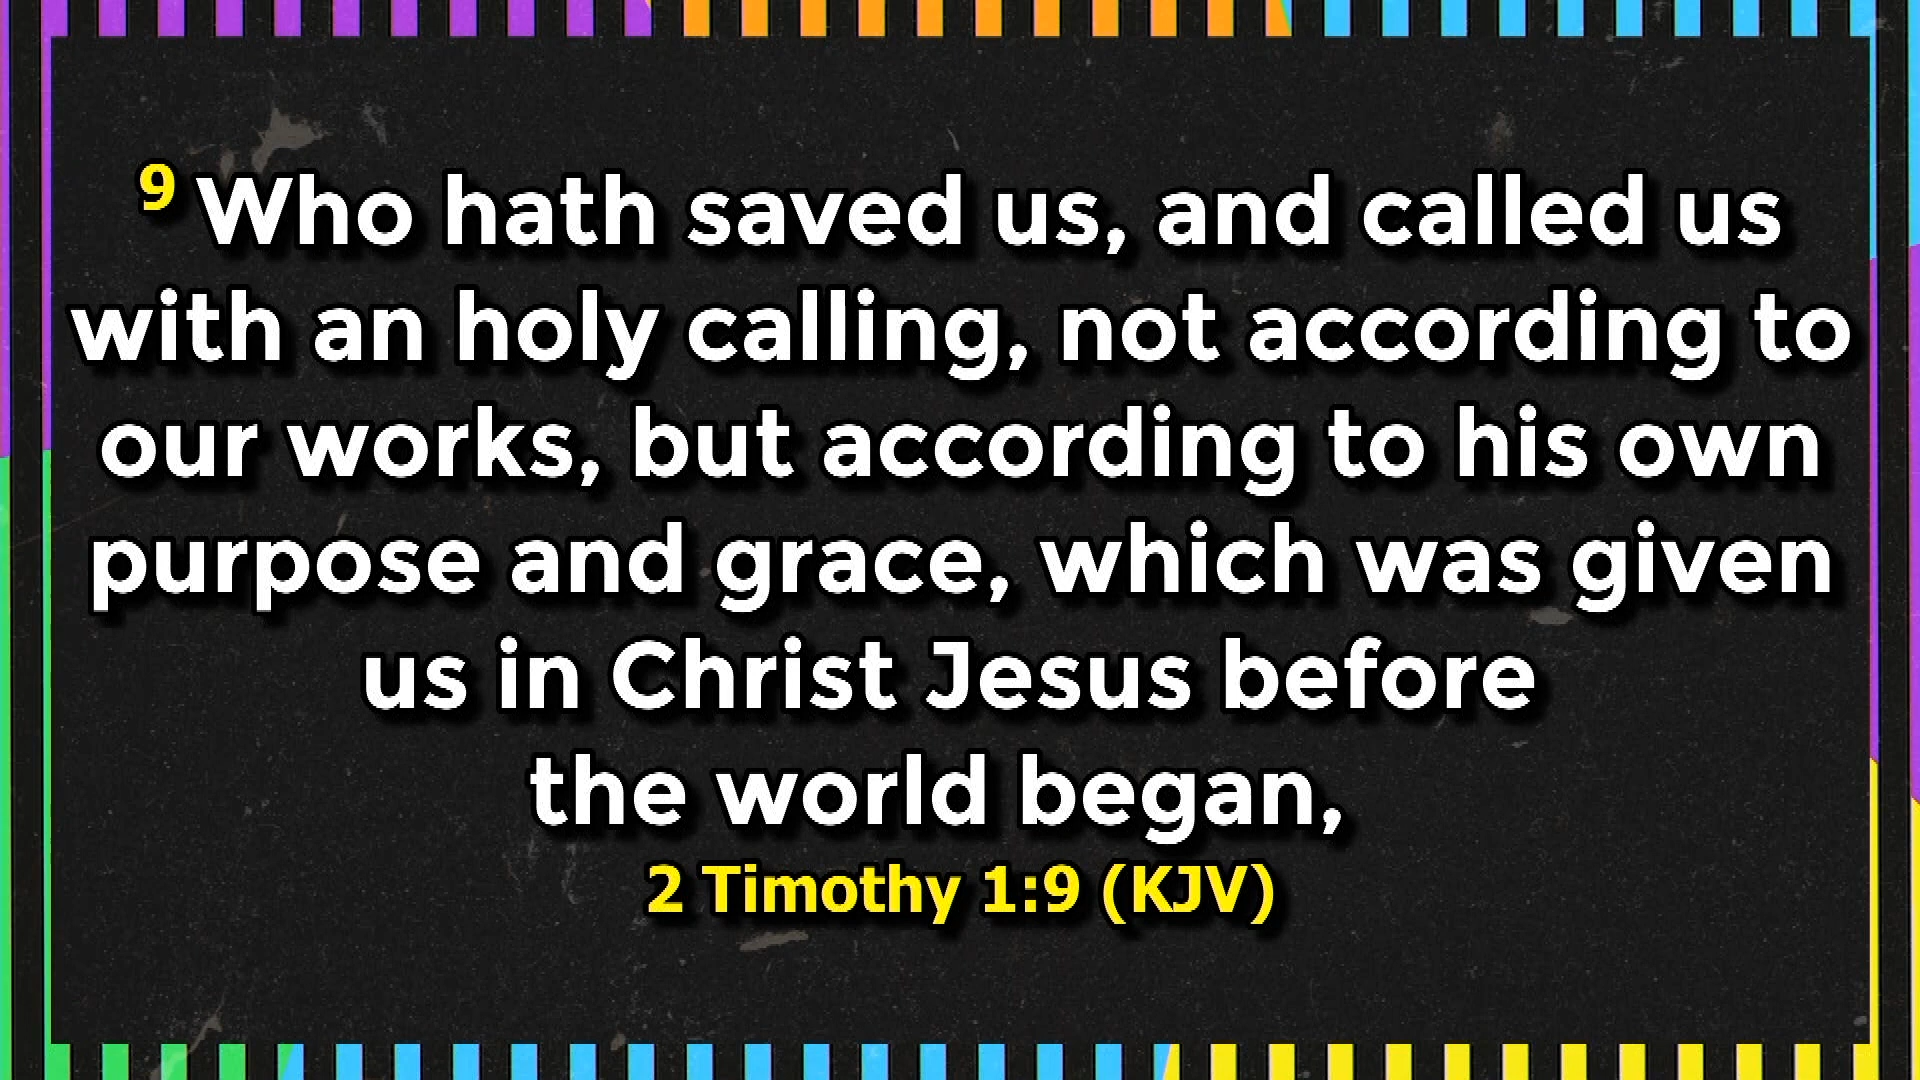 9 Who hath saved us, and called us
with an holy calling, not according to
our works, but according to his own
purpose and grace, which was given
us in Christ Jesus before
the world began,
2 Timothy 1:9 (KJV)